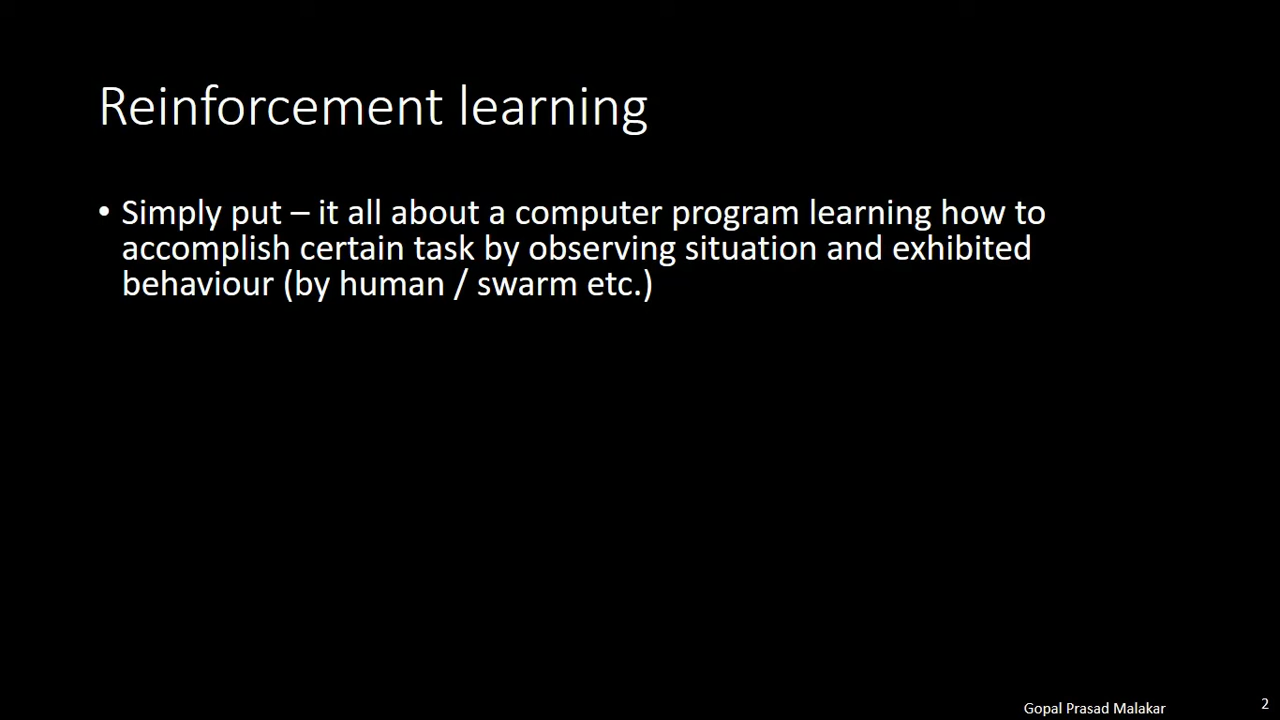 Reinforcement learning
• Simply put – it all about a computer program learning how to
accomplish certain task by observing situation and exhibited
behaviour (by human / swarm etc.)
Gopal Prasad Malakar
2